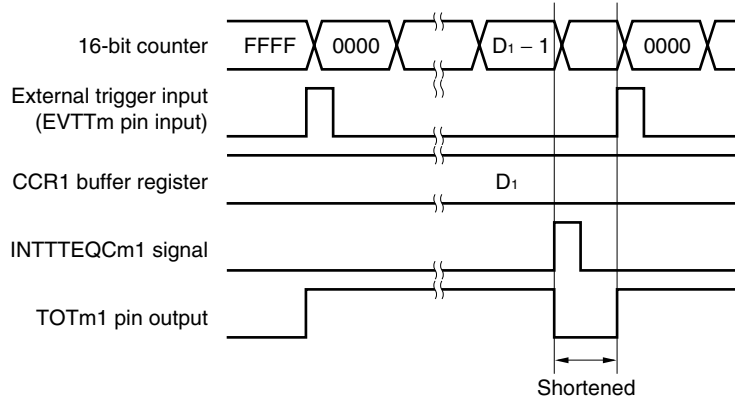 16-bit counter FFFF 0000 D1 − 1 0000
External trigger input
(EVTTm pin input)
CCR1 buffer register D1
INTTTEQCm1 signal
TOTm1 pin output
Shortened